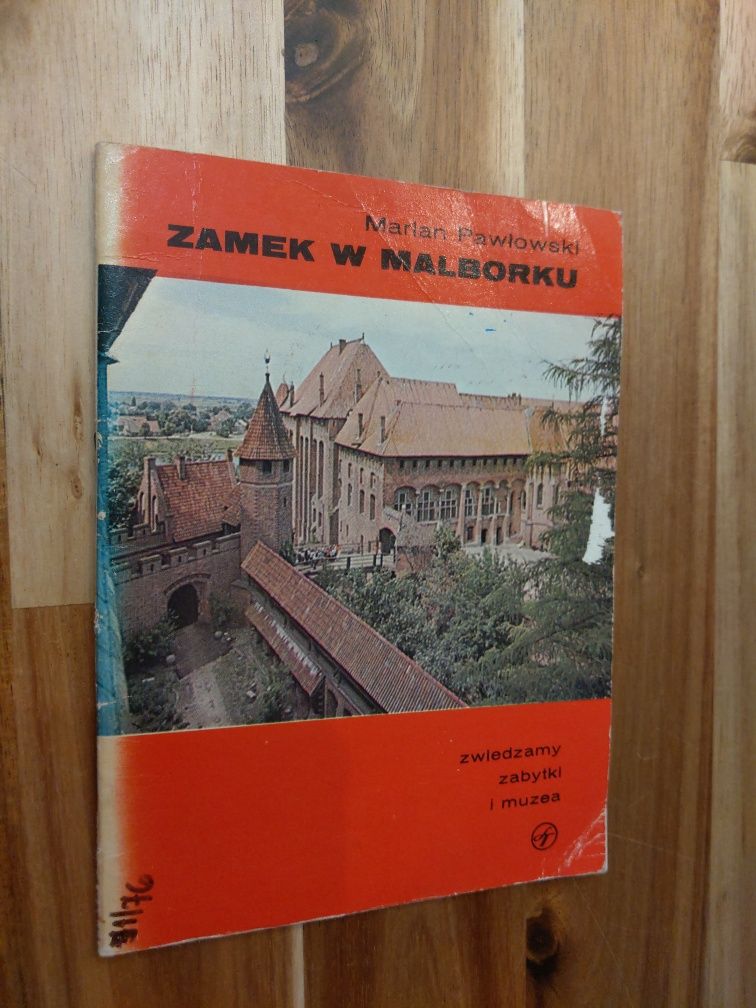 Marian Pawłowski
ZAMEK W MALBORKU
zwiedzamy
zabytki
i muzea